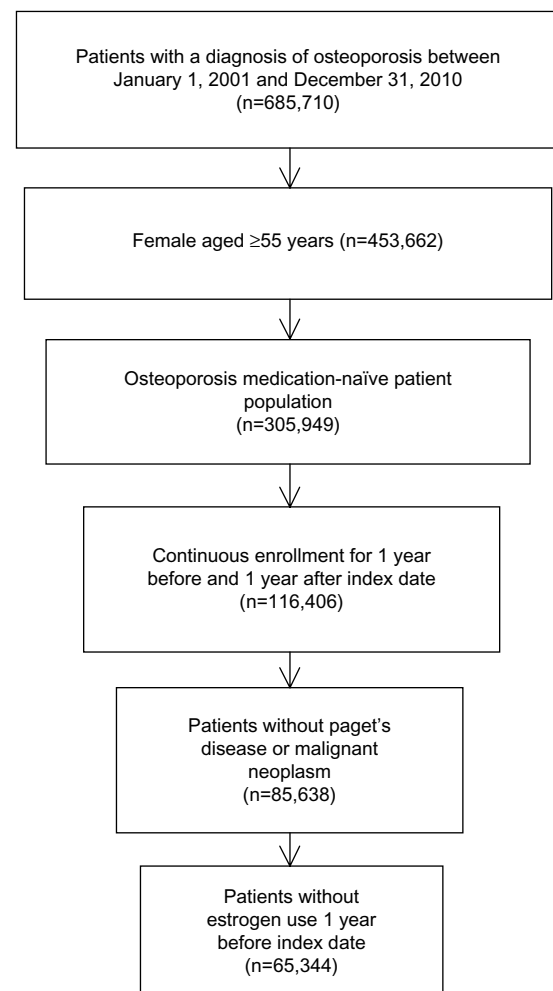 Patients with a diagnosis of osteoporosis between
January 1, 2001 and December 31, 2010
(n=685,710)
Female aged ≥55 years (n=453,662)
Osteoporosis medication-naïve patient
population
(n=305,949)
Continuous enrollment for 1 year
before and 1 year after index date
(n=116,406)
Patients without paget’s
disease or malignant
neoplasm
(n=85,638)
Patients without
estrogen use 1 year
before index date
(n=65,344)